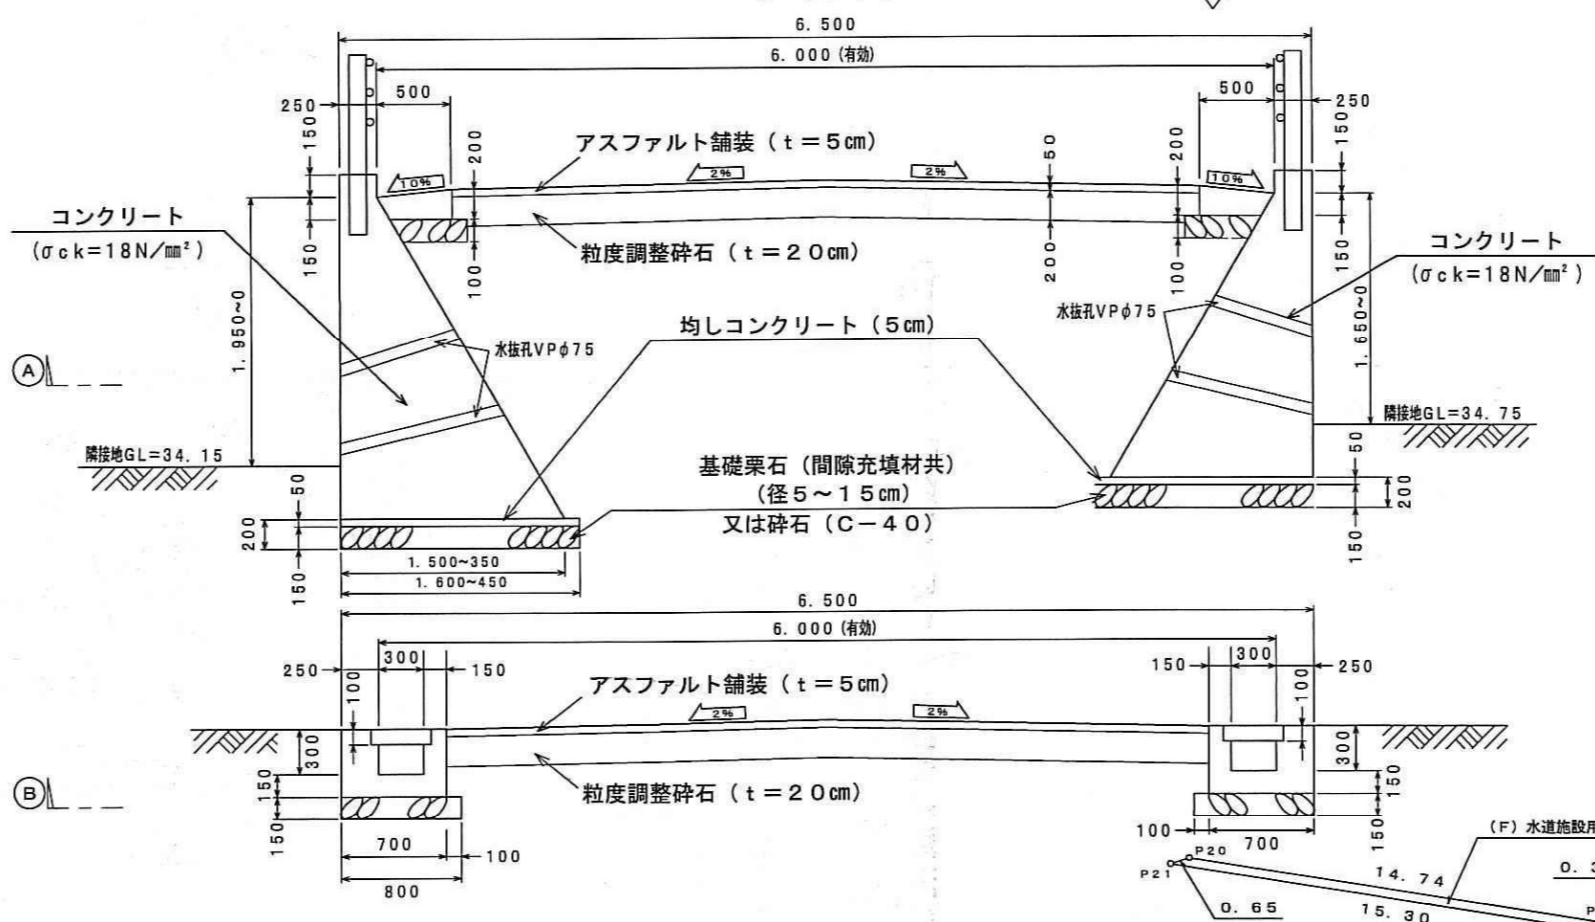 6.500
6.000 (有効)
250
500
500
250
150
200
アスファルト舗装 (t=5㎝)
50
200
150
10%
2%
2%
10%
コンクリート
(σck=18N/㎟)
150
100
粒度調整砕石 (t=20㎝)
200
100
150
コンクリート
(σck=18N/㎟)
1.950~0
水抜孔VPφ75
均しコンクリート (5㎝)
水抜孔VPφ75
1.650~0
A
隣接地GL=34.15
隣接地GL=34.75
基礎栗石 (間隙充填材共)
(径5~15㎝)
又は砕石 (C-40)
50
200
150
50
200
150
1.500~350
1.600~450
6.500
6.000 (有効)
250
300
150
150
300
250
100
アスファルト舗装 (t=5㎝)
100
2%
2%
300
150
150
粒度調整砕石 (t=20㎝)
300
150
150
B
700
100
800
100
700
(F) 水道施設用
P20
P21
14.74
0.65
15.30